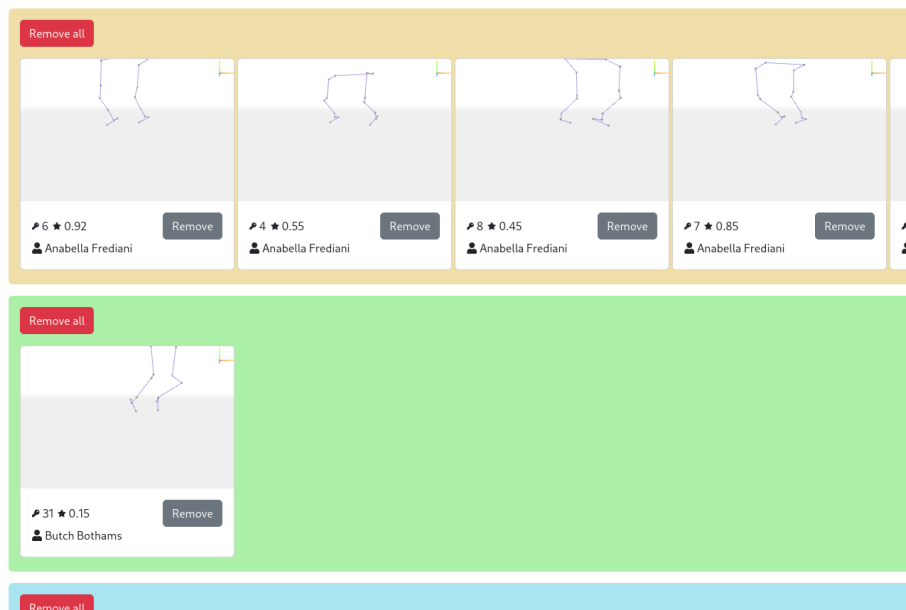 Remove all
6 0.92 Remove
Anabella Frediani
4 0.55 Remove
Anabella Frediani
8 0.45 Remove
Anabella Frediani
7 0.85 Remove
Anabella Frediani
Remove all
31 0.15 Remove
Butch Bothams
Remove all